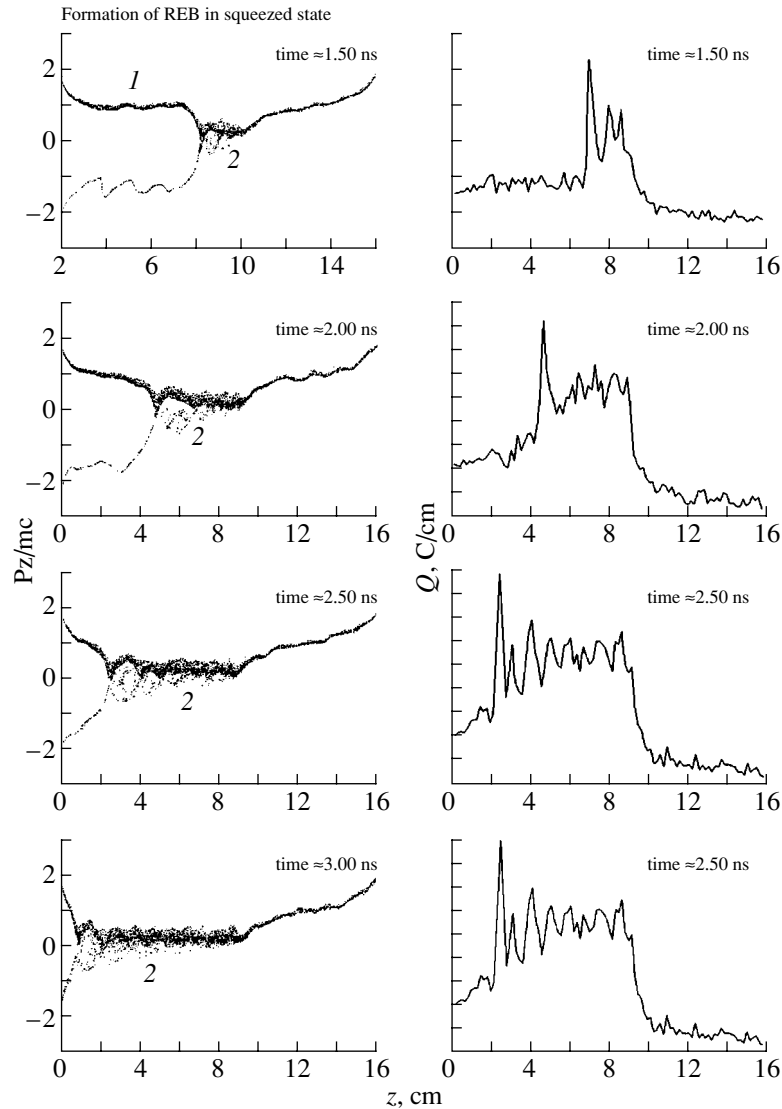 Formation of REB in squeezed state
time ≈1.50 ns
2
0
−2
1
2
2 6 10 14
time ≈1.50 ns
0 4 8 12 16
time ≈2.00 ns
2
0
−2
2
0 4 8 12 16
time ≈2.00 ns
0 4 8 12 16
Pz/mc
Q, C/cm
time ≈2.50 ns
2
0
−2
2
0 4 8 12 16
time ≈2.50 ns
0 4 8 12 16
time ≈3.00 ns
2
0
−2
2
0 4 8 12 16
time ≈2.50 ns
0 4 8 12 16
z, cm